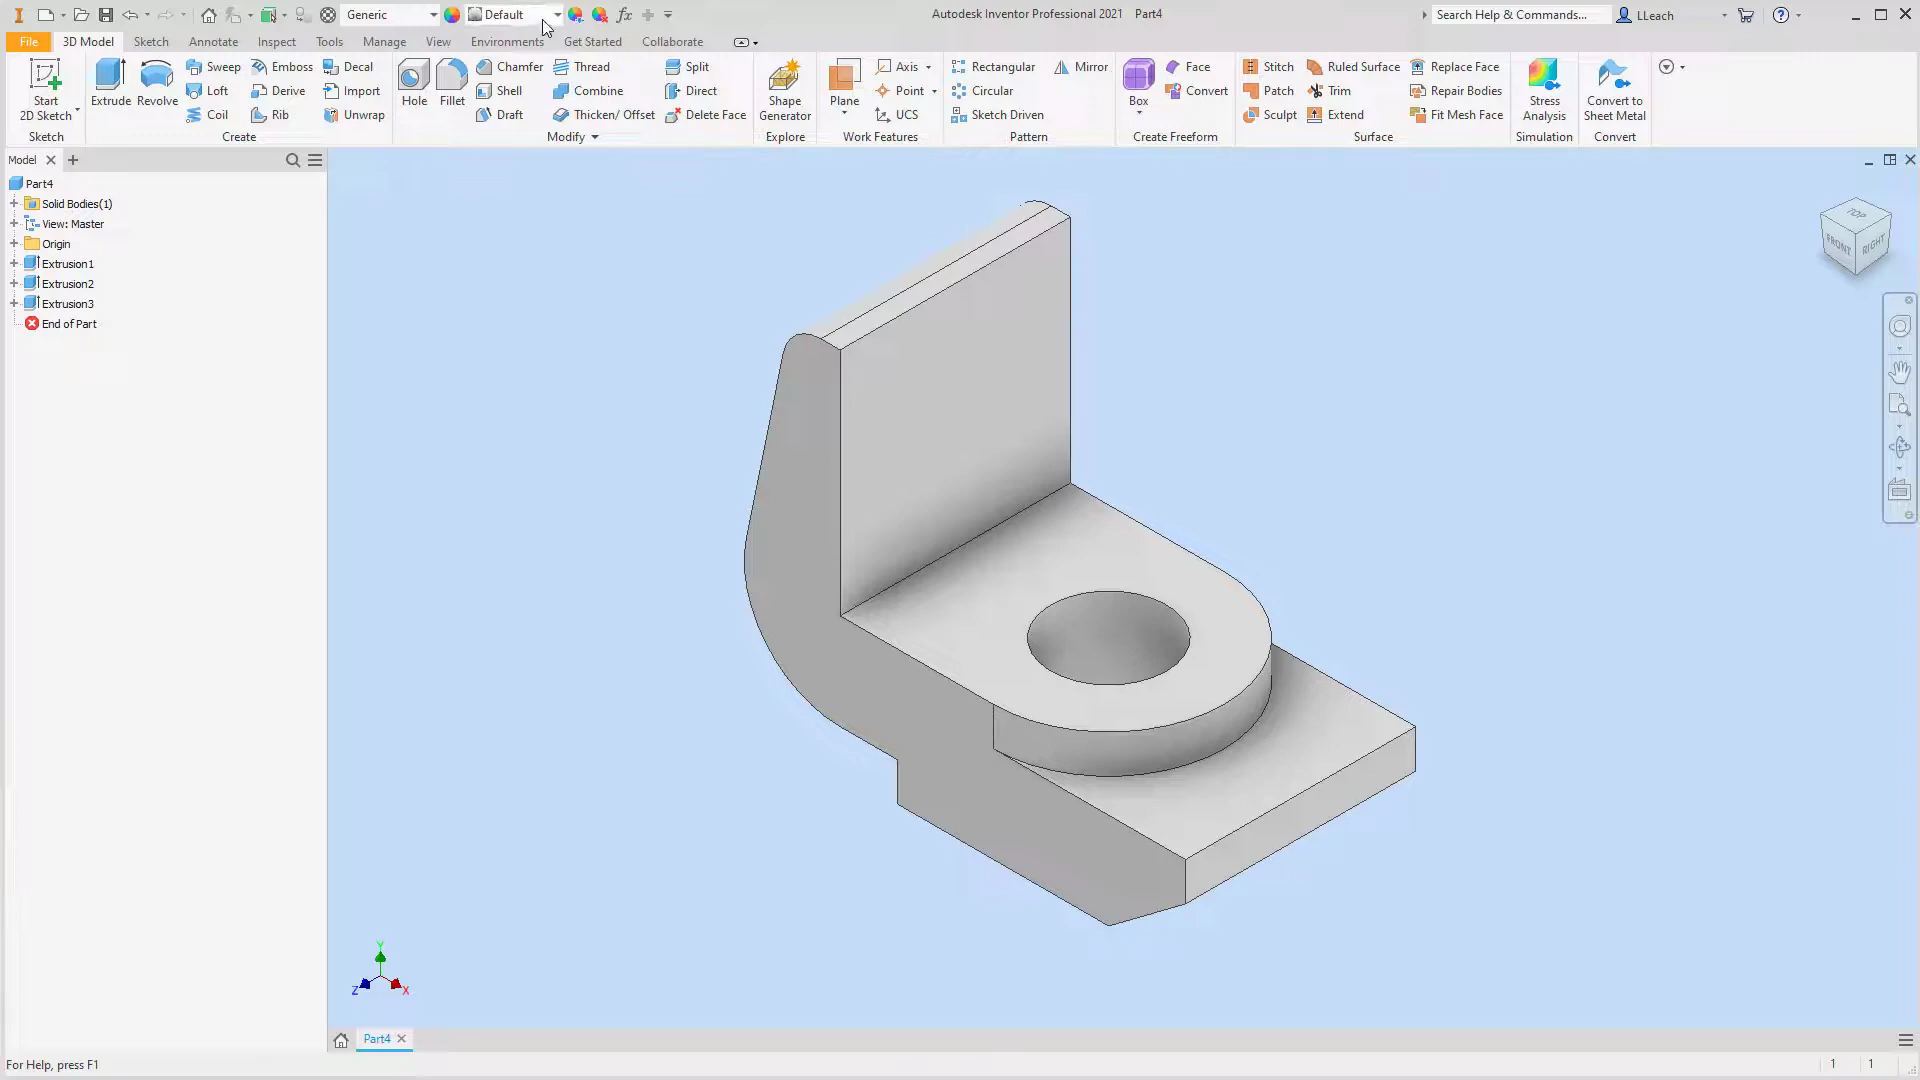 Generic
Default
Autodesk Inventor Professional 2021 Part4
Search Help & Commands...
LLeach
File
3D Model
Sketch
Annotate
Inspect
Tools
Manage
View
Environments
Get Started
Collaborate
Start
2D Sketch
Sketch
Extrude
Revolve
Sweep
Loft
Coil
Emboss
Derive
Rib
Decal
Import
Unwrap
Create
Hole
Fillet
Chamfer
Shell
Draft
Thread
Combine
Thicken/ Offset
Split
Direct
Delete Face
Modify
Shape
Generator
Explore
Plane
Axis
Point
UCS
Work Features
Rectangular
Circular
Sketch Driven
Mirror
Pattern
Box
Face
Convert
Create Freeform
Stitch
Patch
Sculpt
Ruled Surface
Trim
Extend
Replace Face
Repair Bodies
Fit Mesh Face
Surface
Stress
Analysis
Simulation
Convert to
Sheet Metal
Convert
Model
Part4
Solid Bodies(1)
View: Master
Origin
Extrusion1
Extrusion2
Extrusion3
End of Part
TOP
FRONT
RIGHT
Y
Z
X
Part4
For Help, press F1
1
1